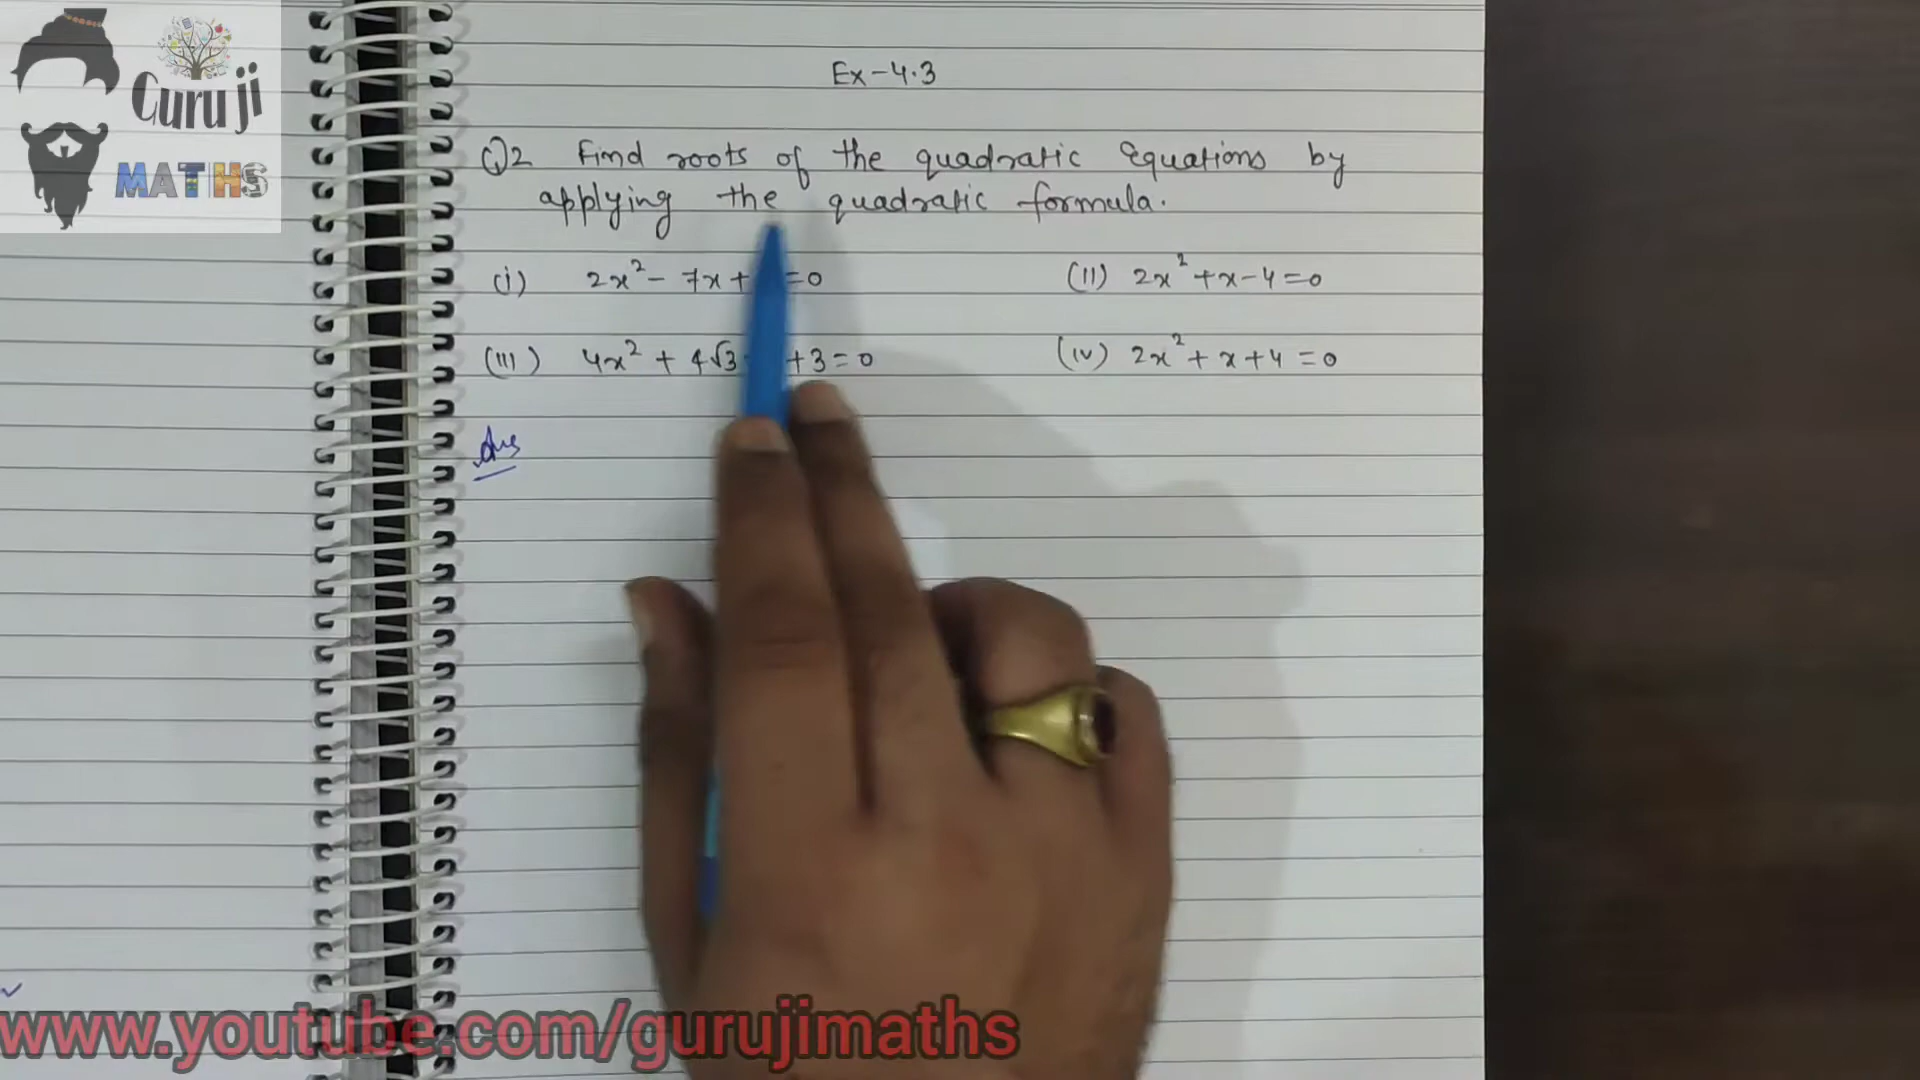 Guru ji
MATHS
Ex-4.3
Q2 Find roots of the quadratic Equations by
applying the quadratic formula.
(i) 2x² - 7x + =0
(II) 2x² + x - 4 = 0
(III) 4x² + 4√3 + 3 = 0
(iv) 2x² + x + 4 = 0
Ans
www.youtube.com/gurujimaths